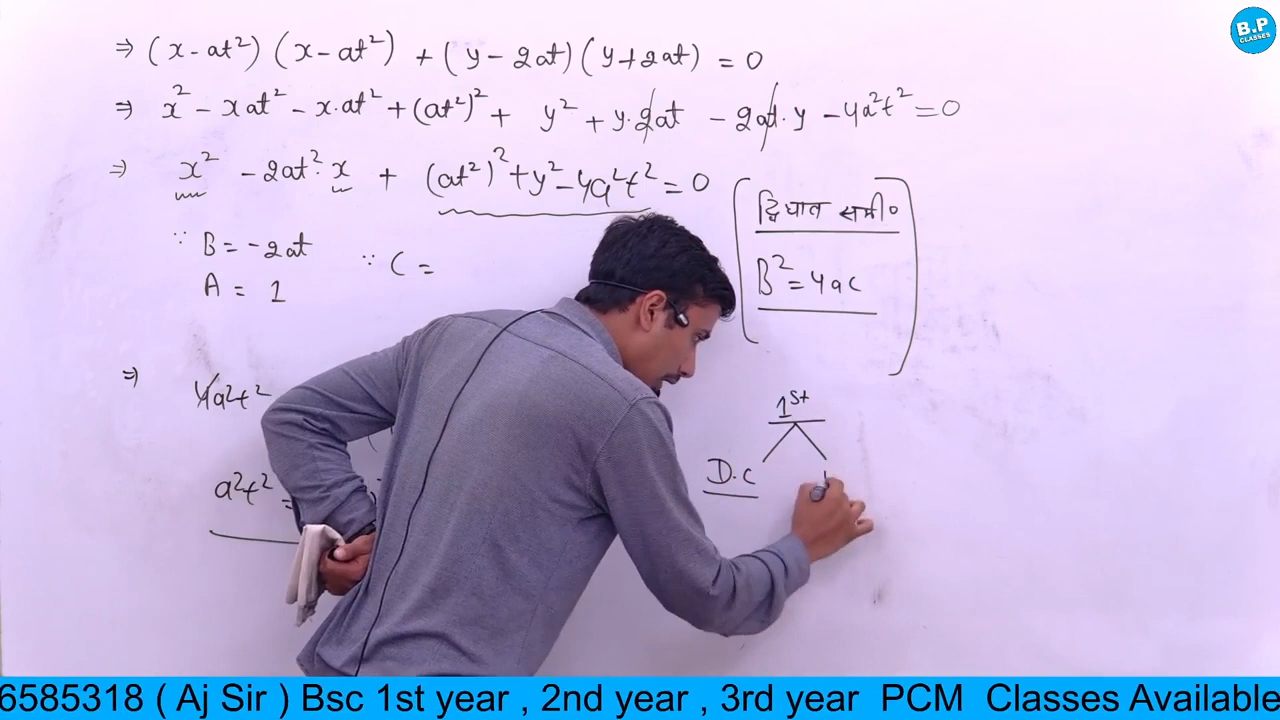 ⇒ (x - at²) (x - at²) + (y - 2at) (y + 2at) = 0
⇒ x² - xat² - x.at² + (at²)² + y² + y.2at - 2at.y - 4a²t² = 0
⇒ x² - 2at².x + (at²)² + y² - 4a²t² = 0
∵ B = -2at ∵ C =
A = 1
द्विघात समी०
B² = 4ac
⇒ 4a²t²
a²t² =
1st
D.C
B.P
CLASSES
6585318 ( Aj Sir ) Bsc 1st year , 2nd year , 3rd year PCM Classes Available